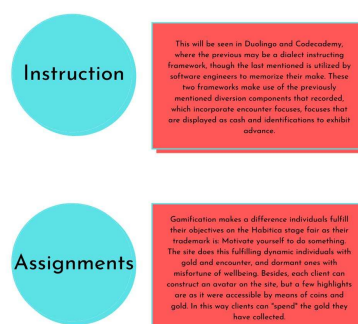 Instruction
This will be seen in Duolingo and Codecademy,
where the previous may be a dialect instructing
framework, though the last mentioned is utilized by
software engineers to memorize their make. These
two frameworks make use of the previously
mentioned diversion components that recorded,
which incorporate encounter focuses, focuses that
are displayed as cash and identifications to exhibit
advance.
Assignments
Gamification makes a difference individuals fulfill
their objectives on the Habitica stage fair as their
trademark is: Motivate yourself to do something.
The site does this fulfilling dynamic individuals with
gold and encounter, and dormant ones with
misfortune of wellbeing. Besides, each client can
construct an avatar on the site, but a few highlights
are as it were accessible by means of coins and
gold. In this way clients can "spend" the gold they
have collected.